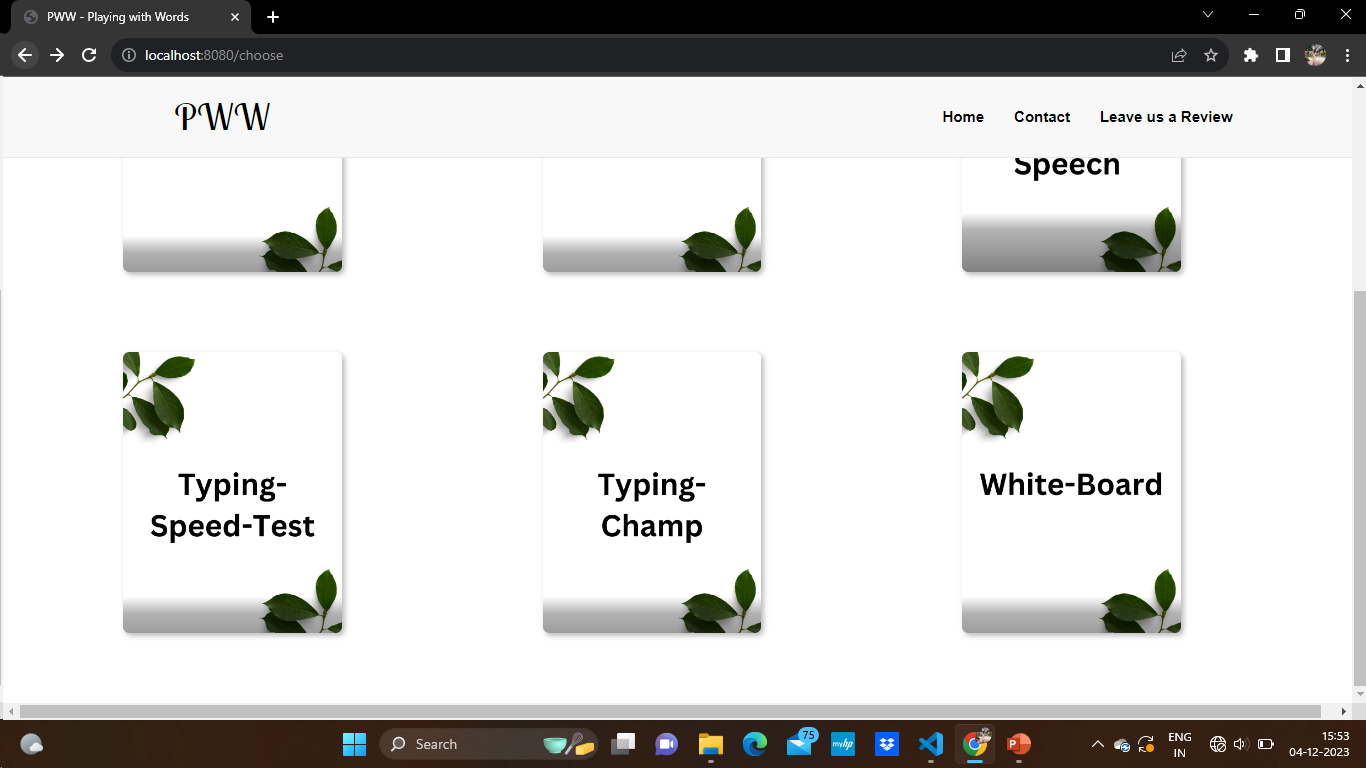 PWW - Playing with Words
localhost:8080/choose
PWW
Home Contact Leave us a Review
Speech
Typing-
Speed-Test
Typing-
Champ
White-Board
Search
75
myhp
ENG
IN
15:53
04-12-2023